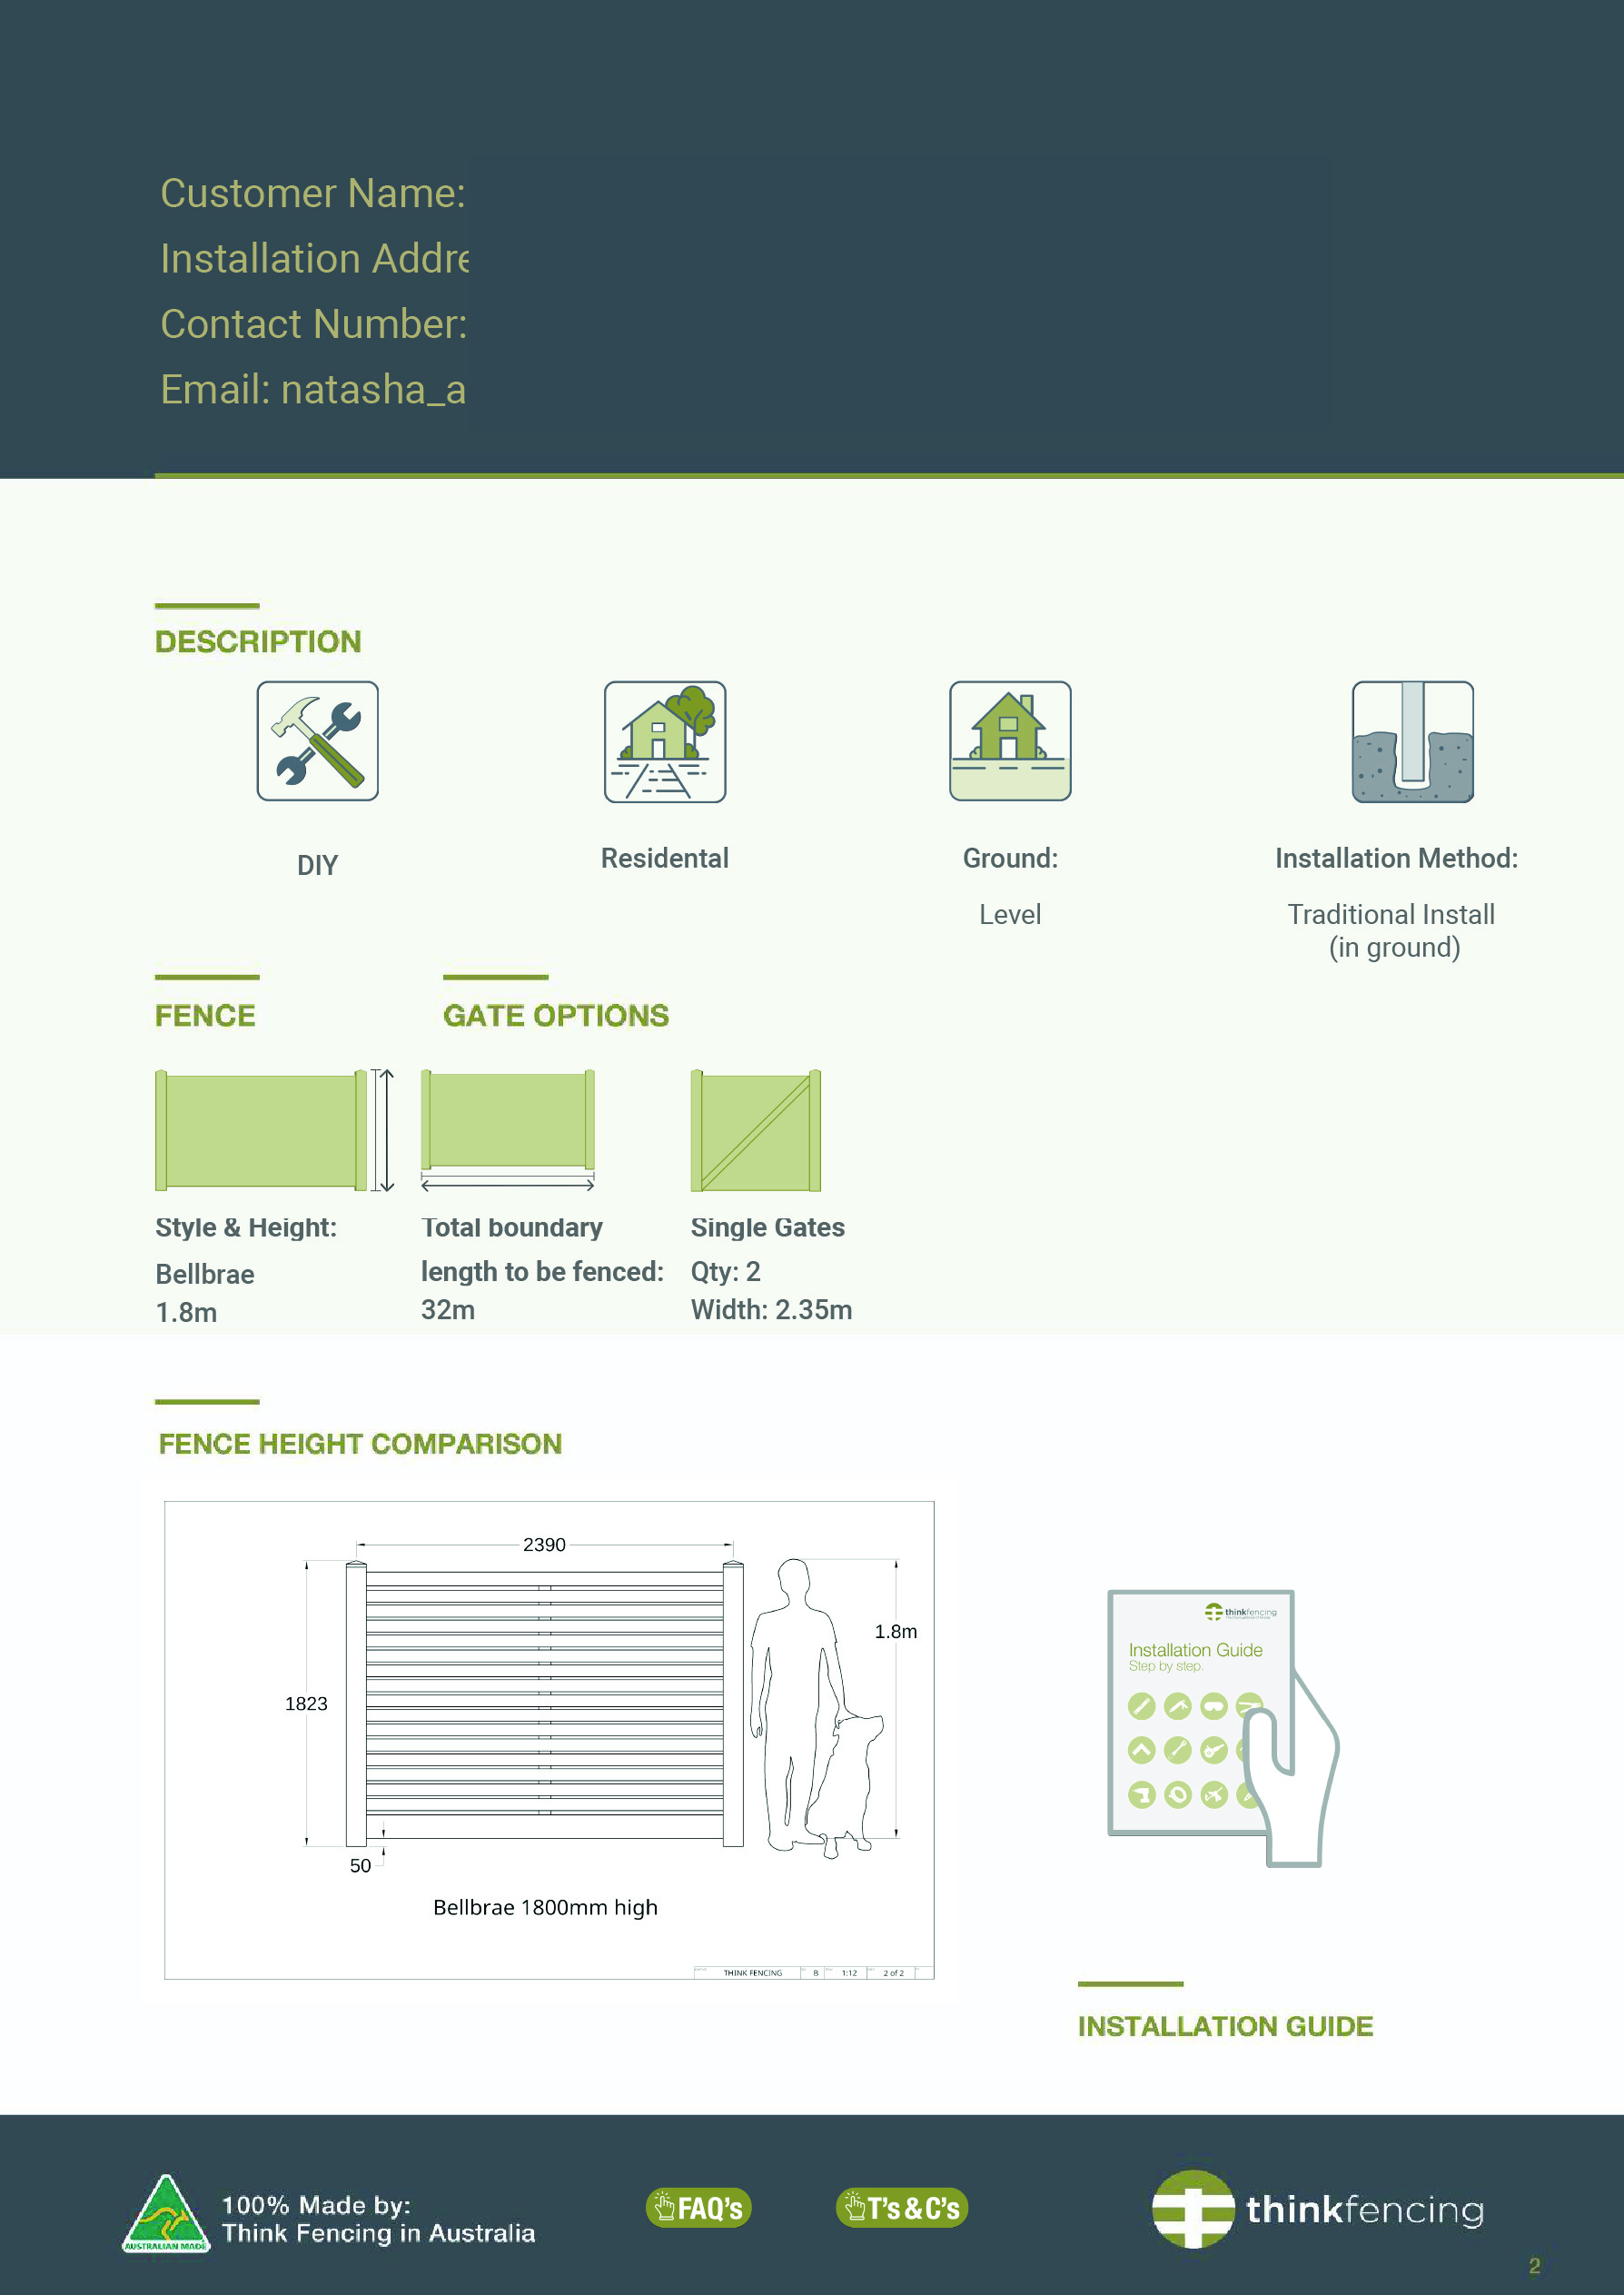 Customer Name:
Installation Addre
Contact Number:
Email: natasha_a
DESCRIPTION
DIY
Residental
Ground:
Level
Installation Method:
Traditional Install
(in ground)
FENCE
GATE OPTIONS
Style & Height:
Bellbrae
1.8m
Total boundary
length to be fenced:
32m
Single Gates
Qty: 2
Width: 2.35m
FENCE HEIGHT COMPARISON
2390
1.8m
1823
50
Bellbrae 1800mm high
THINK FENCING
B
1:12
2 of 2
thinkfencing
Installation Guide
Step by step.
INSTALLATION GUIDE
AUSTRALIAN MADE
100% Made by:
Think Fencing in Australia
FAQ's
T's & C's
thinkfencing
2